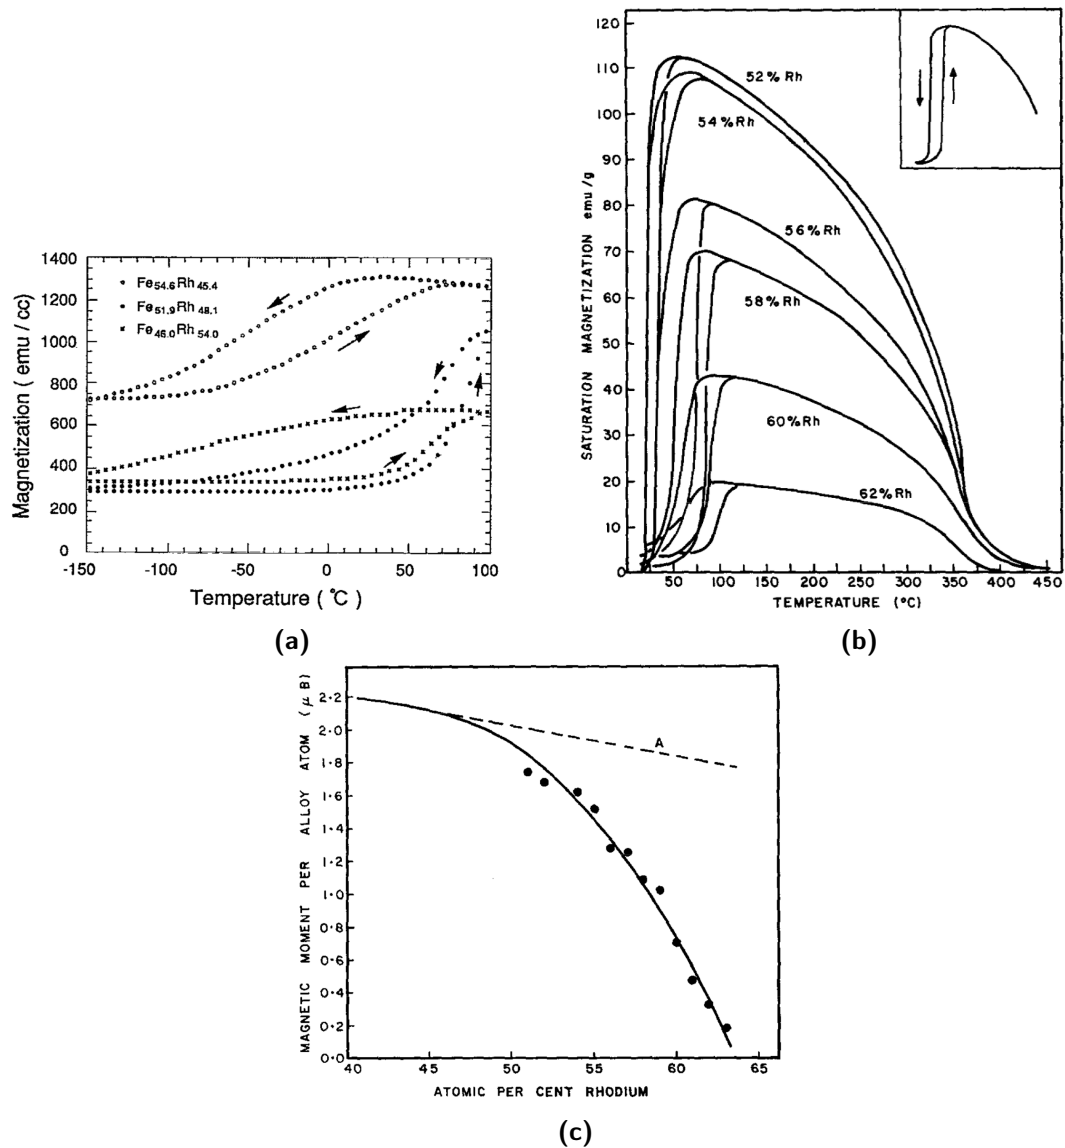 1400
1200
1000
800
600
400
200
0
Magnetization ( emu / cc)
Fe54.6Rh45.4
Fe51.9Rh48.1
Fe46.0Rh54.0
-150 -100 -50 0 50 100
Temperature ( °C)
(a)
120
110
100
90
80
70
60
50
40
30
20
10
0
SATURATION MAGNETIZATION emu/g
52% Rh
54%Rh
56%Rh
58%Rh
60%Rh
62%Rh
50 100 150 200 250 300 350 400 450
TEMPERATURE (°C)
(b)
2·2
2·0
1·8
1·6
1·4
1·2
1·0
0·8
0·6
0·4
0·2
0·0
MAGNETIC MOMENT PER ALLOY ATOM (μ B)
A
40 45 50 55 60 65
ATOMIC PER CENT RHODIUM
(c)